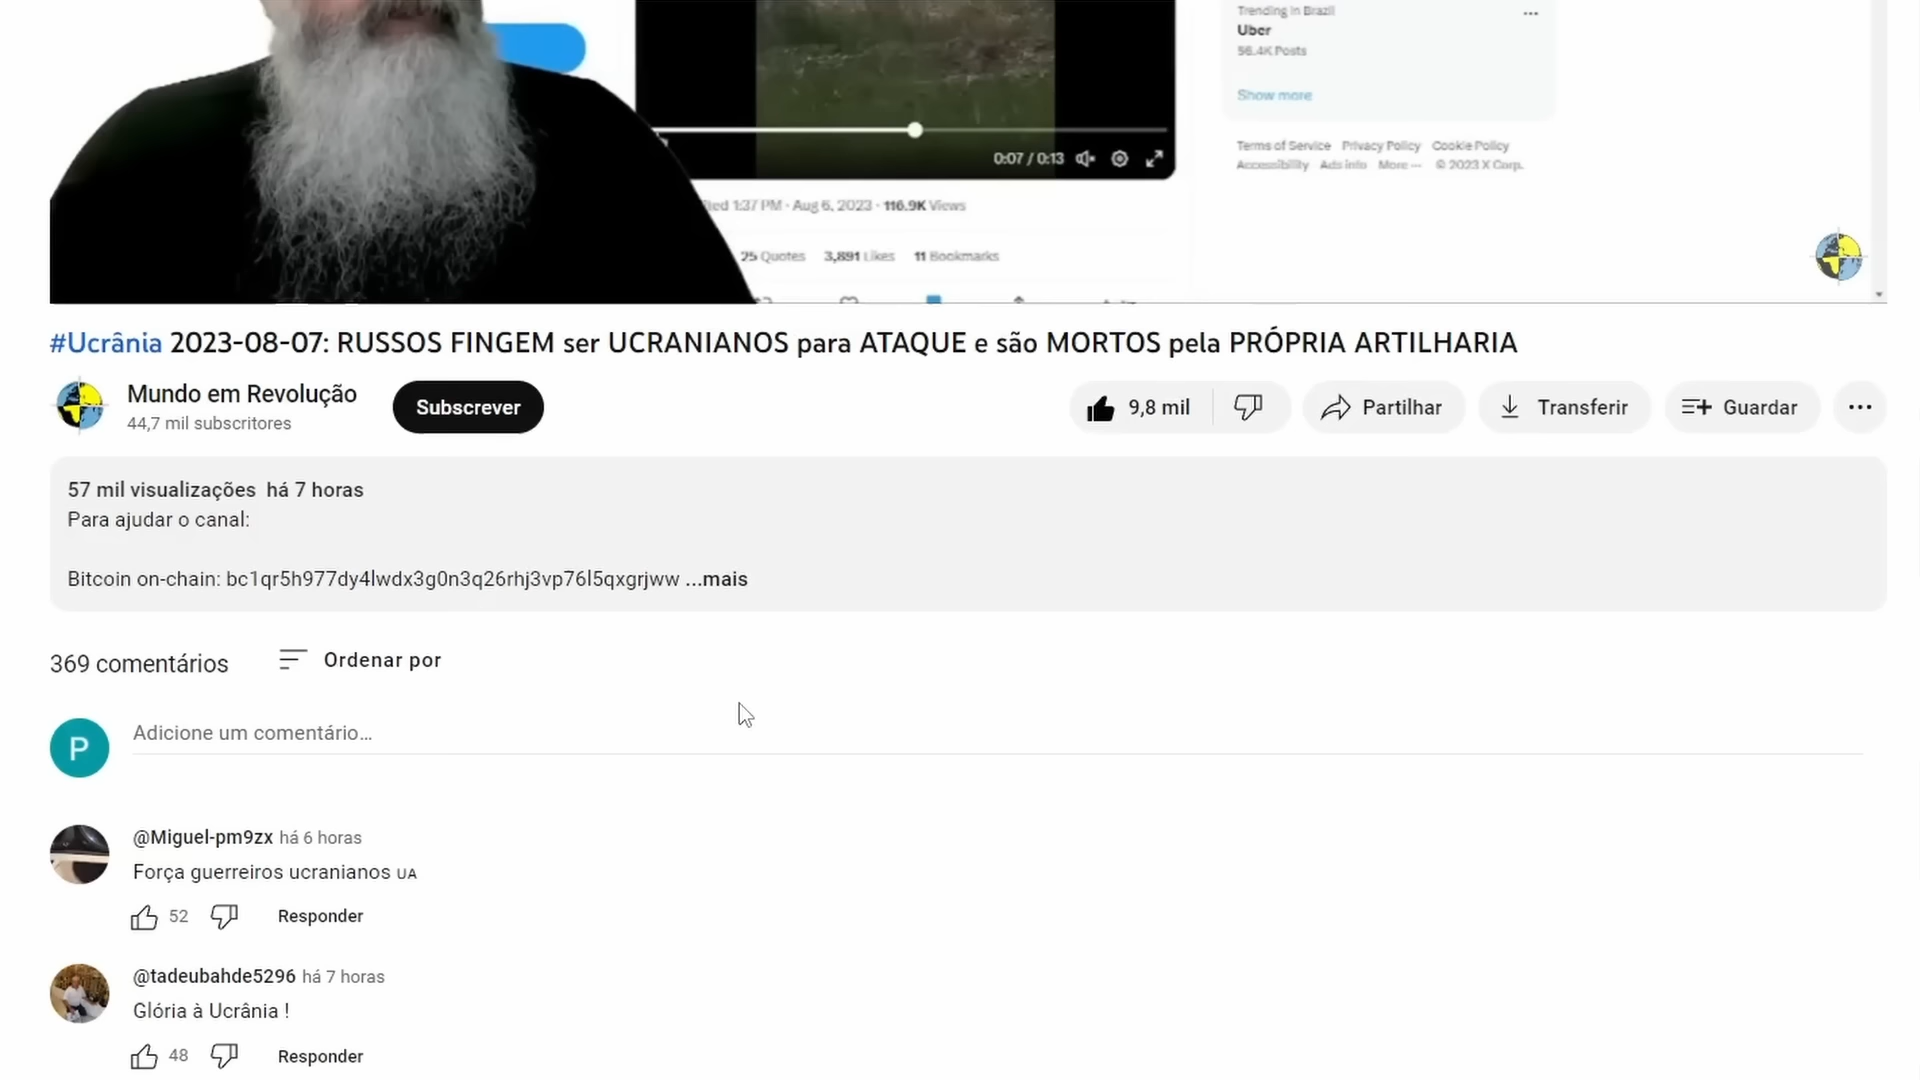 Trending in Brazil
Uber
56.4K Posts
Show more
Terms of Service Privacy Policy Cookie Policy
Accessibility Ads info More ··· © 2023 X Corp.
0:07 / 0:13
1:37 PM · Aug 6, 2023 · 116.9K Views
25 Quotes 3,891 Likes 11 Bookmarks
#Ucrânia 2023-08-07: RUSSOS FINGEM ser UCRANIANOS para ATAQUE e são MORTOS pela PRÓPRIA ARTILHARIA
Mundo em Revolução
44,7 mil subscritores
Subscrever
9,8 mil
Partilhar
Transferir
Guardar
57 mil visualizações há 7 horas
Para ajudar o canal:
Bitcoin on-chain: bc1qr5h977dy4lwdx3g0n3q26rhj3vp76l5qxgrjww ...mais
369 comentários
Ordenar por
P
Adicione um comentário...
@Miguel-pm9zx há 6 horas
Força guerreiros ucranianos UA
52
Responder
@tadeubahde5296 há 7 horas
Glória à Ucrânia !
48
Responder